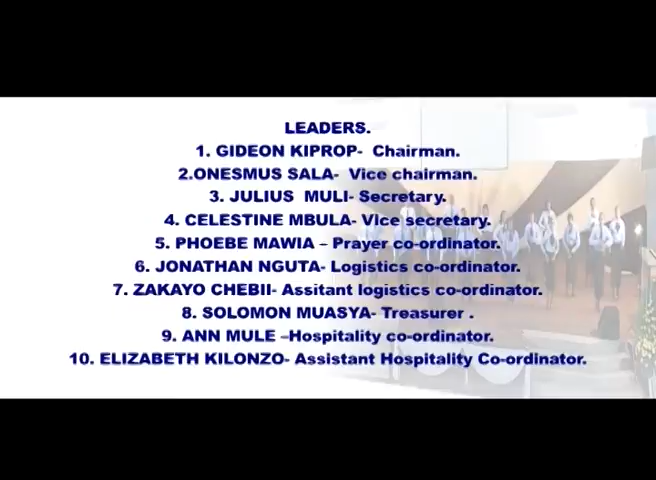 LEADERS.
1. GIDEON KIPROP- Chairman.
2.ONESMUS SALA- Vice chairman.
3. JULIUS MULI- Secretary.
4. CELESTINE MBULA- Vice secretary.
5. PHOEBE MAWIA – Prayer co-ordinator.
6. JONATHAN NGUTA- Logistics co-ordinator.
7. ZAKAYO CHEBII- Assitant logistics co-ordinator.
8. SOLOMON MUASYA- Treasurer .
9. ANN MULE –Hospitality co-ordinator.
10. ELIZABETH KILONZO- Assistant Hospitality Co-ordinator.